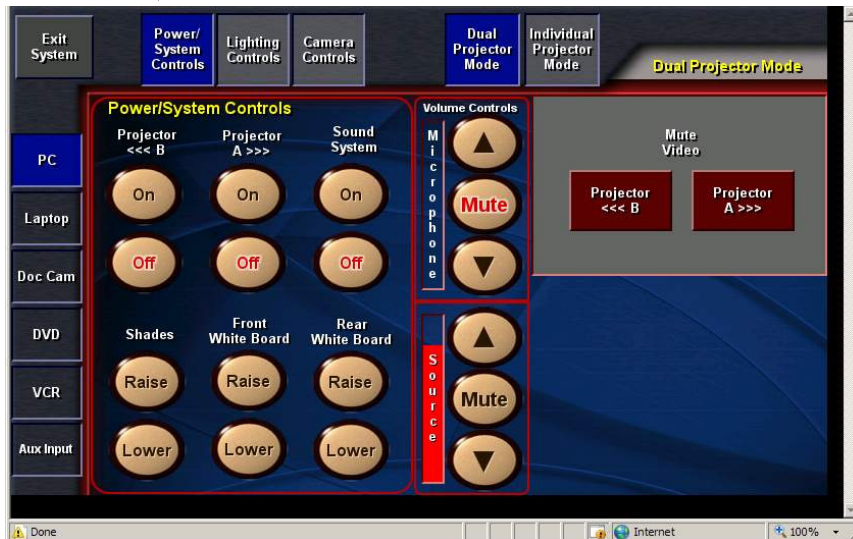 Exit
System
Power/
System
Controls
Lighting
Controls
Camera
Controls
Dual
Projector
Mode
Individual
Projector
Mode
Dual Projector Mode
PC
Laptop
Doc Cam
DVD
VCR
Aux Input
Power/System Controls
Projector
<<< B
Projector
A >>>
Sound
System
On
On
On
Off
Off
Off
Shades
Front
White Board
Rear
White Board
Raise
Raise
Raise
Lower
Lower
Lower
Volume Controls
Microphone
Mute
Source
Mute
Mute
Video
Projector
<<< B
Projector
A >>>
Done
Internet
100%